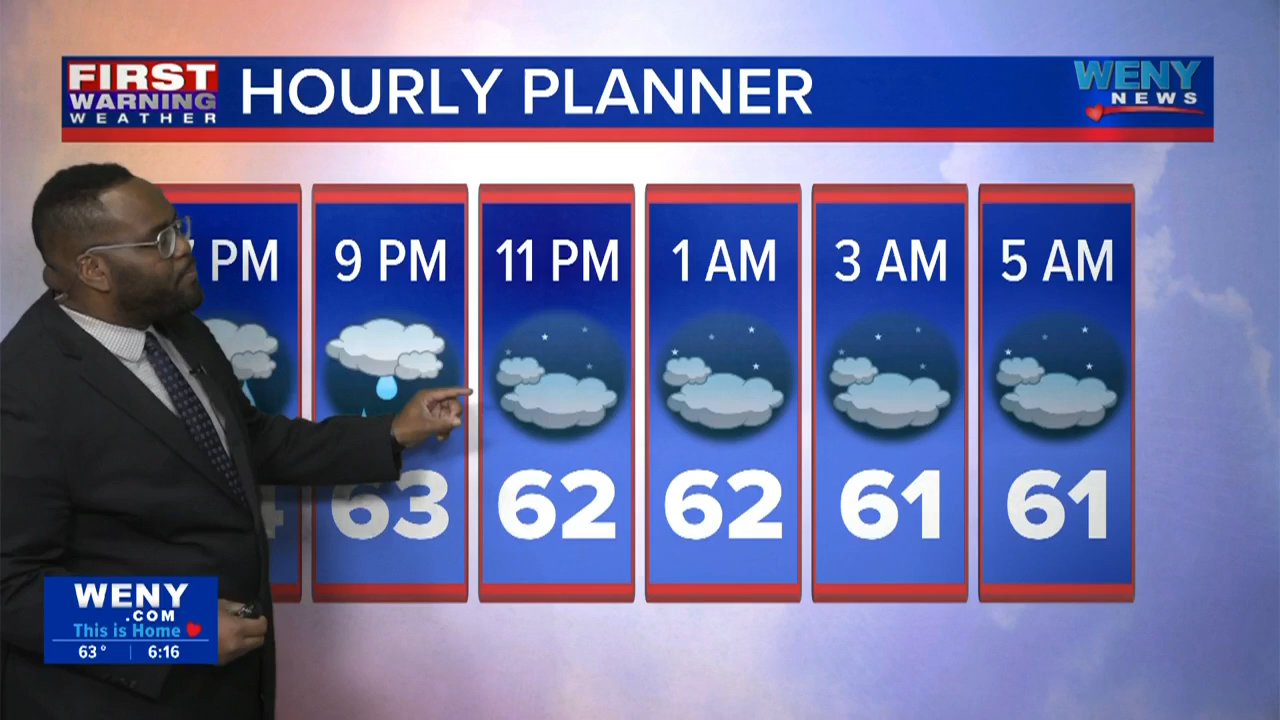 FIRST
WARNING
WEATHER
HOURLY PLANNER
WENY
NEWS
PM
9 PM
11 PM
1 AM
3 AM
5 AM
63
62
62
61
61
WENY
.COM
This is Home
63° 6:16